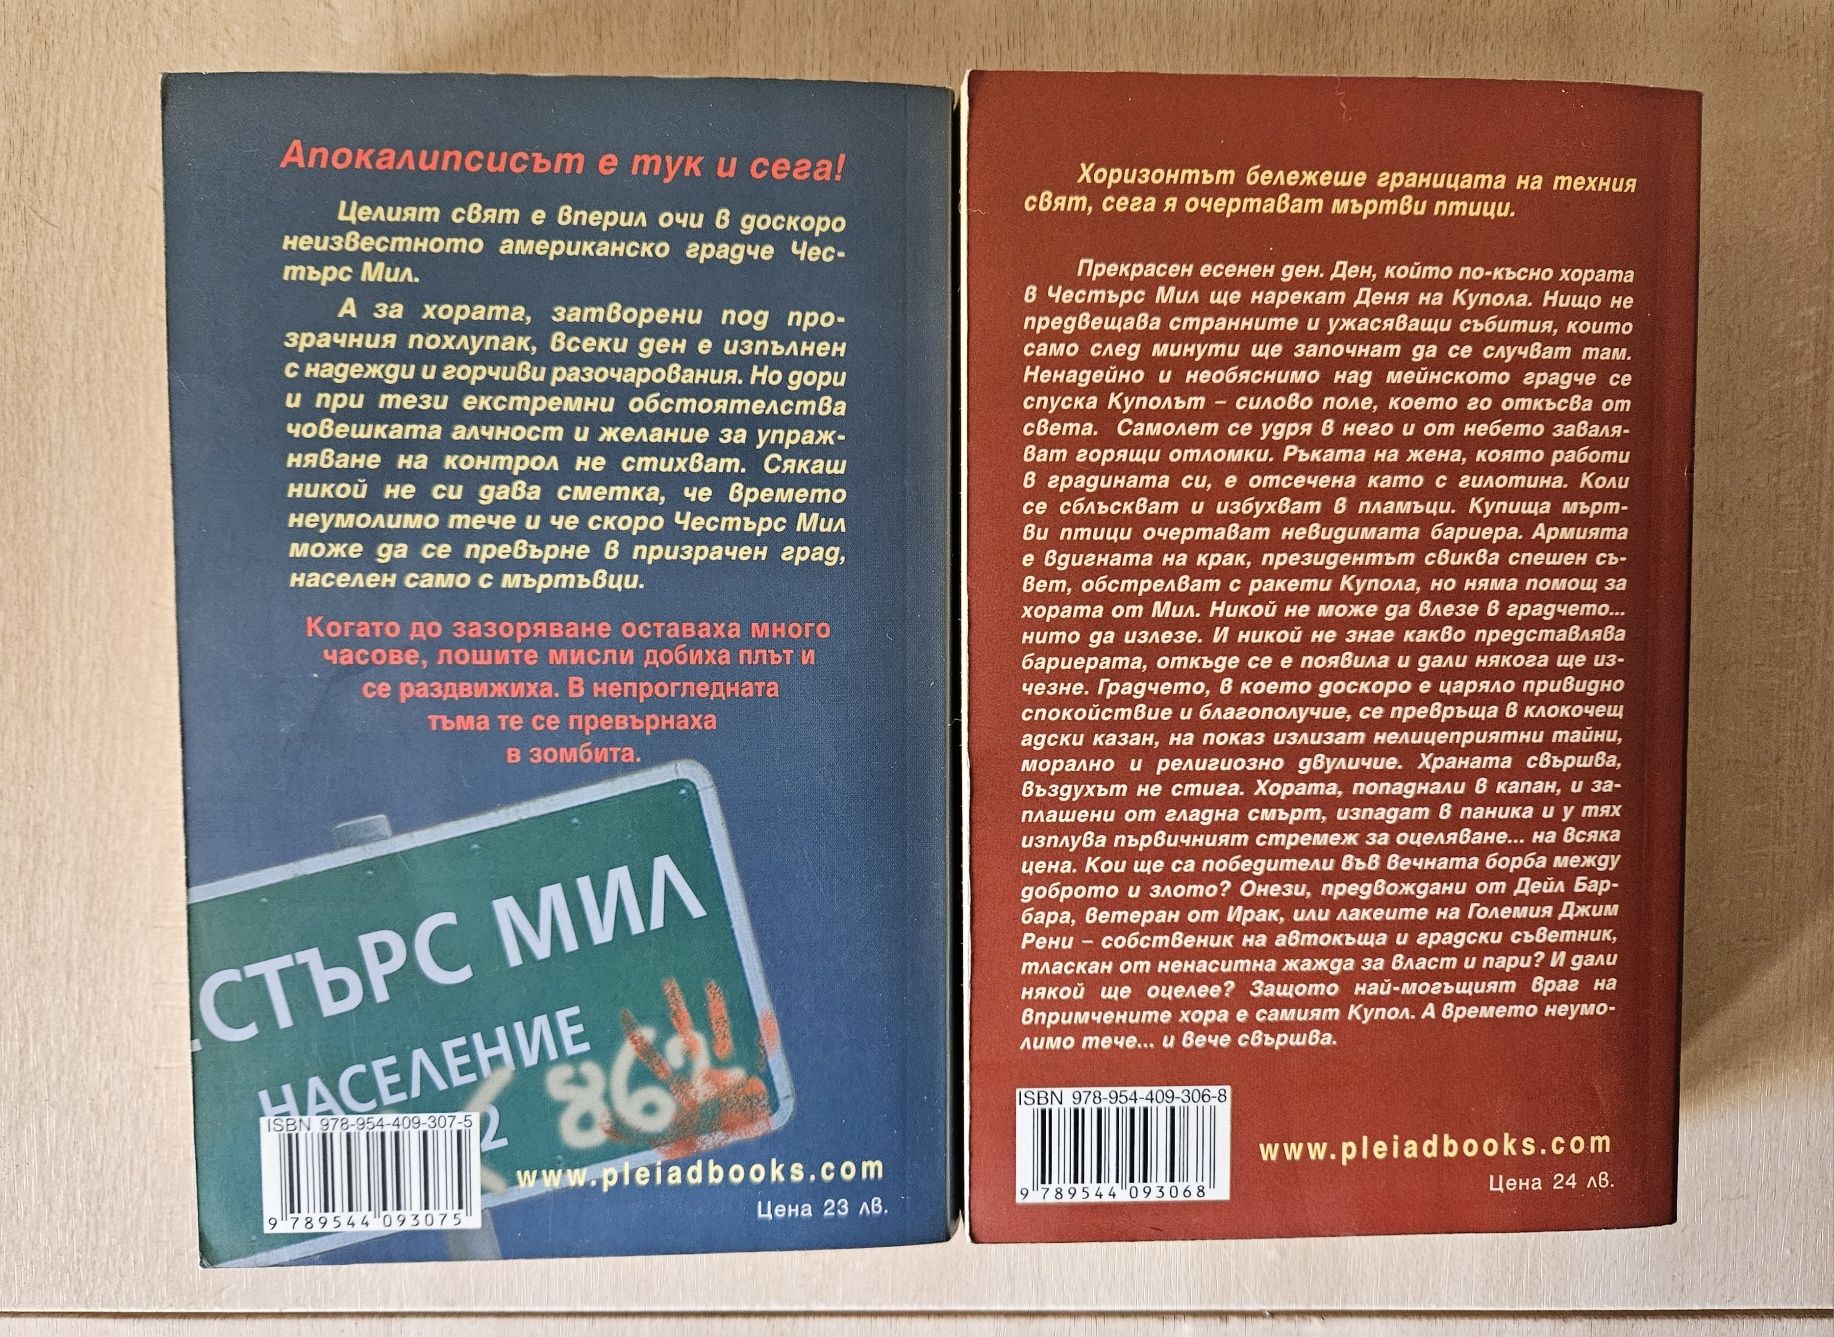 Апокалипсисът е тук и сега!
Целият свят е вперил очи в доскоро
неизвестното американско градче Чес-
търс Мил.
А за хората, затворени под про-
зрачния похлупак, всеки ден е изпълнен
с надежди и горчиви разочарования. Но дори
и при тези екстремни обстоятелства
човешката алчност и желание за упраж-
няване на контрол не стихват. Сякаш
никой не си дава сметка, че времето
неумолимо тече и че скоро Честърс Мил
може да се превърне в призрачен град,
населен само с мъртъвци.
Когато до зазоряване оставаха много
часове, лошите мисли добиха плът и
се раздвижиха. В непрогледната
тъма те се превърнаха
в зомбита.
СТЪРС МИЛ
НАСЕЛЕНИЕ
2 862
ISBN 978-954-409-307-5
9 789544 093075
www.pleiadbooks.com
Цена 23 лв.
Хоризонтът бележеше границата на техния
свят, сега я очертават мъртви птици.
Прекрасен есенен ден. Ден, който по-късно хората
в Честърс Мил ще нарекат Деня на Купола. Нищо не
предвещава странните и ужасяващи събития, които
само след минути ще започнат да се случват там.
Ненадейно и необяснимо над мейнското градче се
спуска Куполът – силово поле, което го откъсва от
света. Самолет се удря в него и от небето заваля-
ват горящи отломки. Ръката на жена, която работи
в градината си, е отсечена като с гилотина. Коли
се сблъскват и избухват в пламъци. Купища мърт-
ви птици очертават невидимата бариера. Армията
е вдигната на крак, президентът свиква спешен съ-
вет, обстрелват с ракети Купола, но няма помощ за
хората от Мил. Никой не може да влезе в градчето...
нито да излезе. И никой не знае какво представлява
бариерата, откъде се е появила и дали някога ще из-
чезне. Градчето, в което доскоро е царяло привидно
спокойствие и благополучие, се превръща в клокочещ
адски казан, на показ излизат нелицеприятни тайни,
морално и религиозно двуличие. Храната свършва,
въздухът не стига. Хората, попаднали в капан, и за-
плашени от гладна смърт, изпадат в паника и у тях
изплува първичният стремеж за оцеляване... на всяка
цена. Кои ще са победители във вечната борба между
доброто и злото? Онези, предвождани от Дейл Бар-
бара, ветеран от Ирак, или лакеите на Големия Джим
Рени – собственик на автокъща и градски съветник,
тласкан от ненаситна жажда за власт и пари? И дали
някой ще оцелее? Защото най-могъщият враг на
впримчените хора е самият Купол. А времето неумо-
лимо тече... и вече свършва.
ISBN 978-954-409-306-8
9 789544 093068
www.pleiadbooks.com
Цена 24 лв.